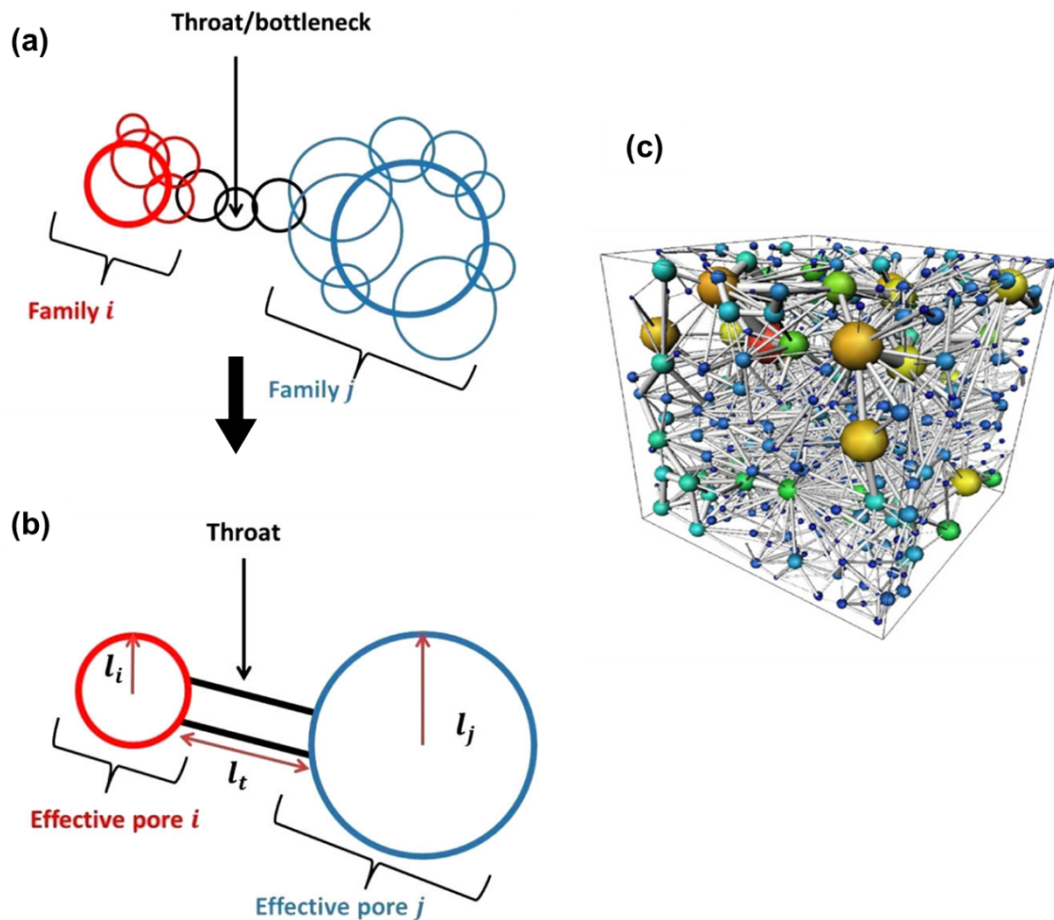 (a)
Throat/bottleneck
Family i
Family j
(b)
Throat
l_i
l_j
l_t
Effective pore i
Effective pore j
(c)